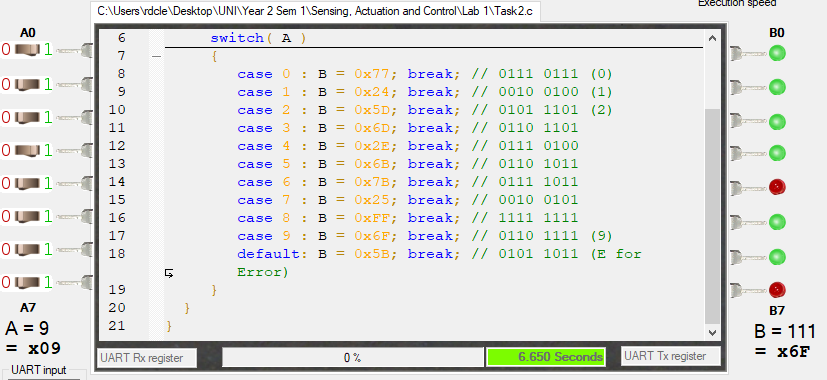 Execution speed
C:\Users\rdcle\Desktop\UNI\Year 2 Sem 1\Sensing, Actuation and Control\Lab 1\Task2.c
A0
B0
0 1
0 1
0 1
0 1
0 1
0 1
0 1
0 1
6 switch( A )
7 {
8 case 0 : B = 0x77; break; // 0111 0111 (0)
9 case 1 : B = 0x24; break; // 0010 0100 (1)
10 case 2 : B = 0x5D; break; // 0101 1101 (2)
11 case 3 : B = 0x6D; break; // 0110 1101
12 case 4 : B = 0x2E; break; // 0111 0100
13 case 5 : B = 0x6B; break; // 0110 1011
14 case 6 : B = 0x7B; break; // 0111 1011
15 case 7 : B = 0x25; break; // 0010 0101
16 case 8 : B = 0xFF; break; // 1111 1111
17 case 9 : B = 0x6F; break; // 0110 1111 (9)
18 default: B = 0x5B; break; // 0101 1011 (E for
Error)
19 }
20 }
21 }
A7
A = 9
= x09
B7
B = 111
= x6F
UART Rx register
0 %
6.650 Seconds
UART Tx register
UART input